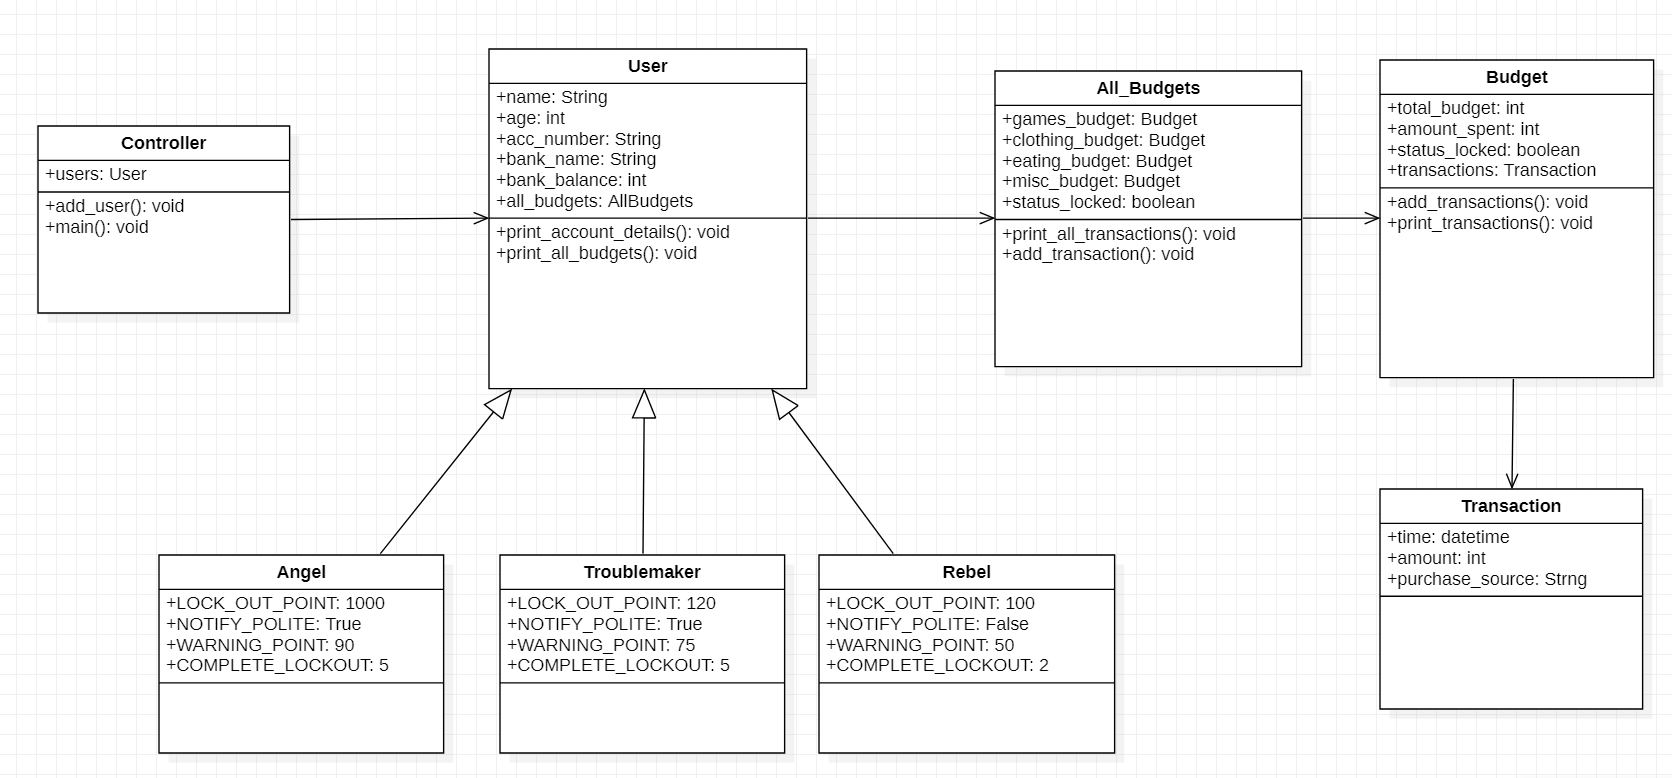 Controller
+users: User
+add_user(): void
+main(): void
User
+name: String
+age: int
+acc_number: String
+bank_name: String
+bank_balance: int
+all_budgets: AllBudgets
+print_account_details(): void
+print_all_budgets(): void
All_Budgets
+games_budget: Budget
+clothing_budget: Budget
+eating_budget: Budget
+misc_budget: Budget
+status_locked: boolean
+print_all_transactions(): void
+add_transaction(): void
Budget
+total_budget: int
+amount_spent: int
+status_locked: boolean
+transactions: Transaction
+add_transactions(): void
+print_transactions(): void
Angel
+LOCK_OUT_POINT: 1000
+NOTIFY_POLITE: True
+WARNING_POINT: 90
+COMPLETE_LOCKOUT: 5
Troublemaker
+LOCK_OUT_POINT: 120
+NOTIFY_POLITE: True
+WARNING_POINT: 75
+COMPLETE_LOCKOUT: 5
Rebel
+LOCK_OUT_POINT: 100
+NOTIFY_POLITE: False
+WARNING_POINT: 50
+COMPLETE_LOCKOUT: 2
Transaction
+time: datetime
+amount: int
+purchase_source: Strng